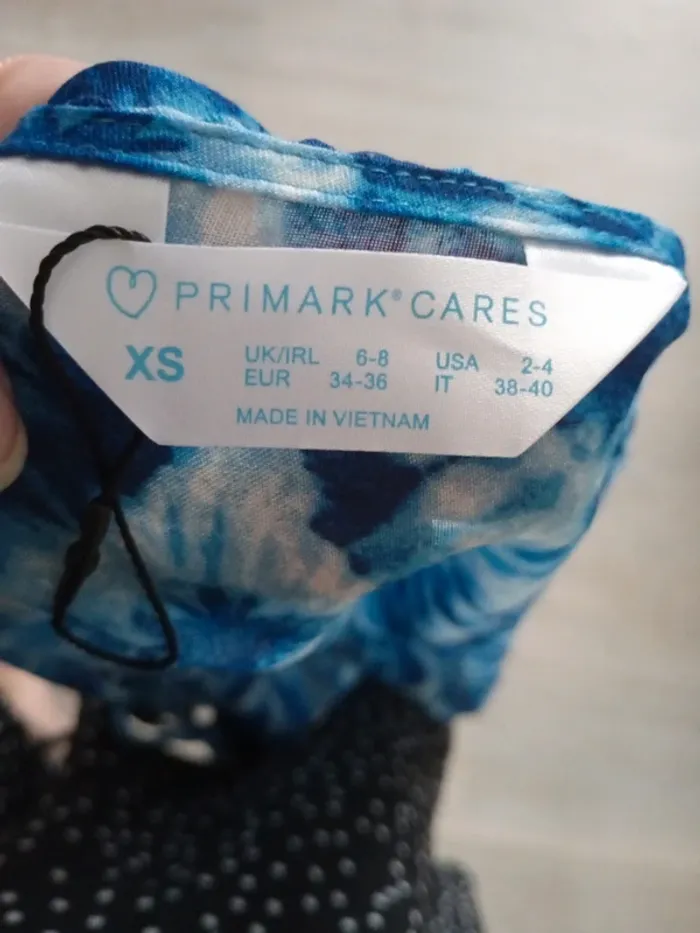 PRIMARK® CARES
XS
UK/IRL 6-8 USA 2-4
EUR 34-36 IT 38-40
MADE IN VIETNAM